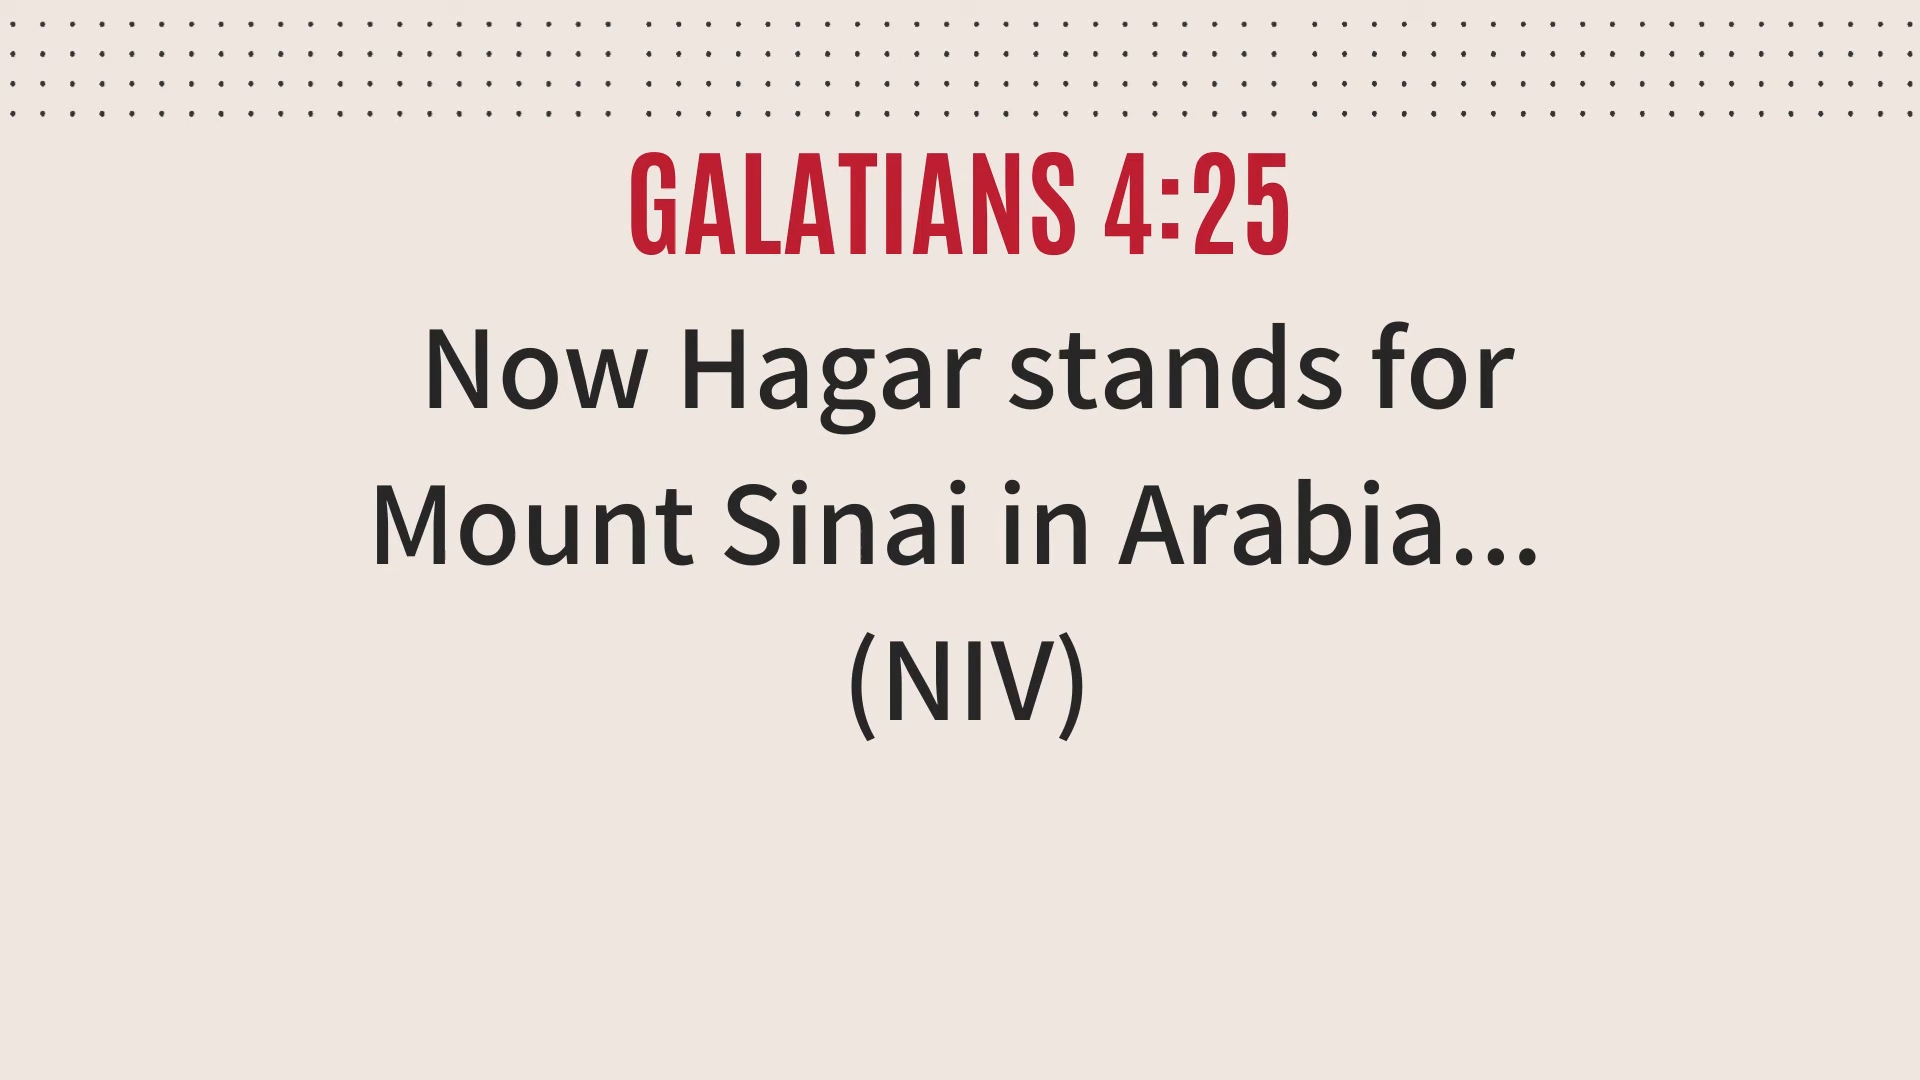 GALATIANS 4:25
Now Hagar stands for
Mount Sinai in Arabia...
(NIV)